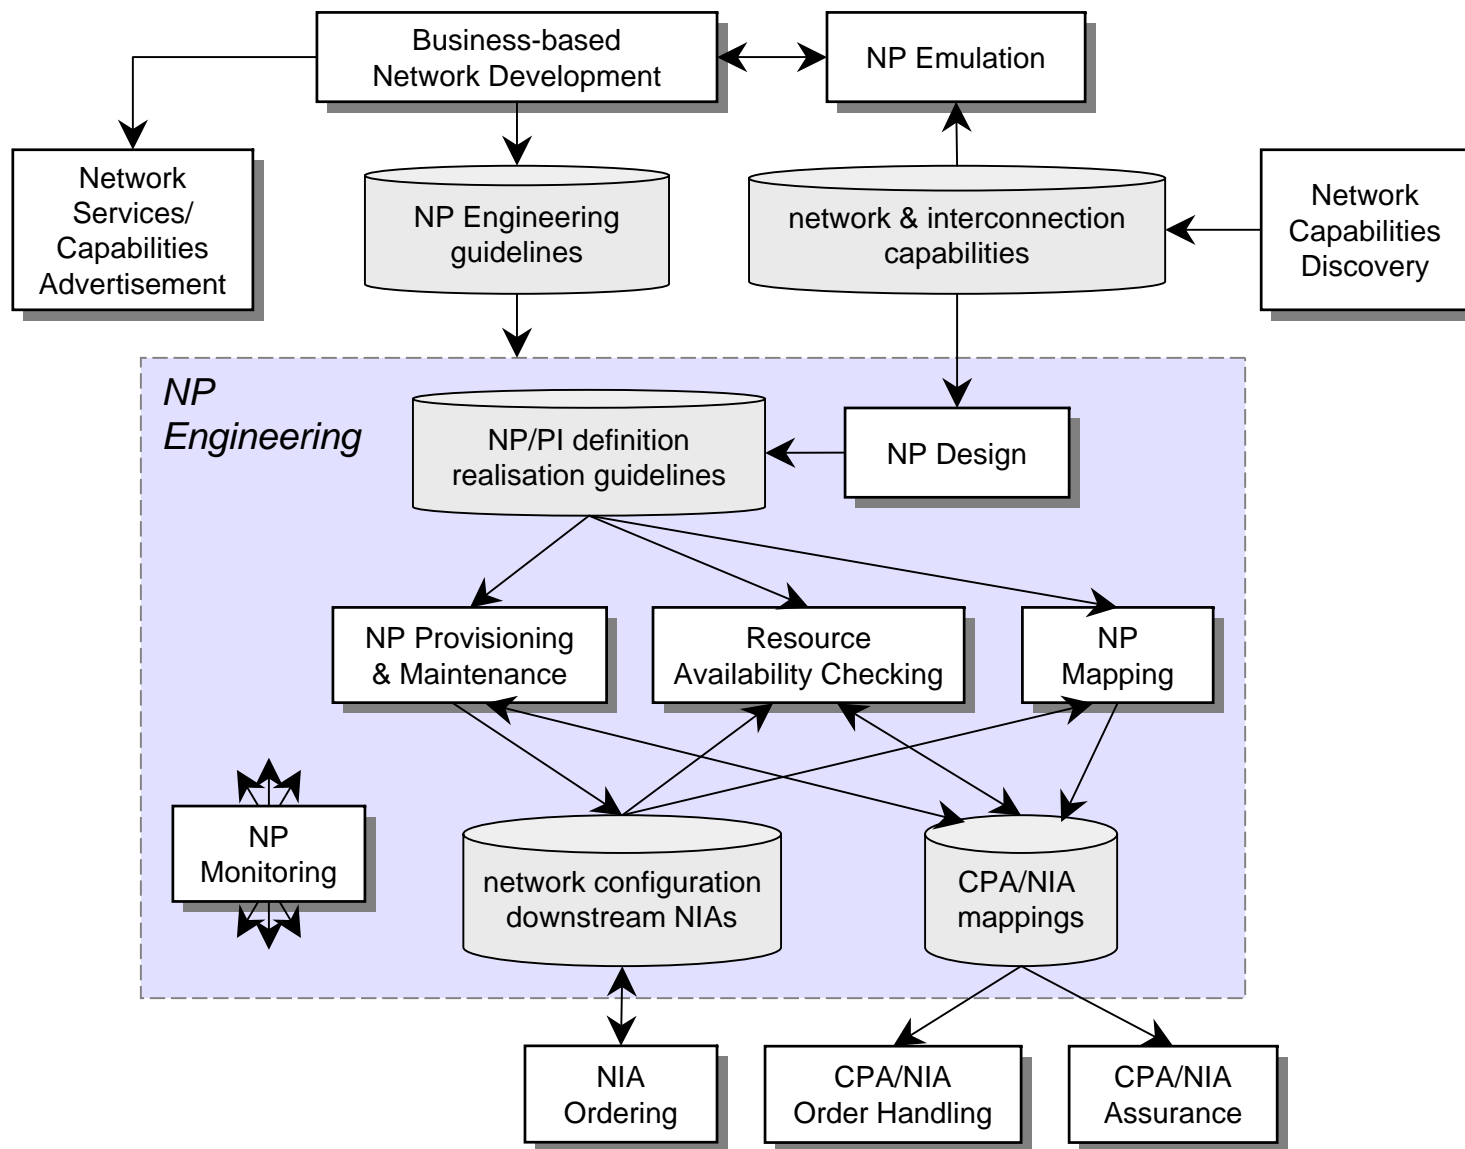 Business-based
Network Development
NP Emulation
Network
Services/
Capabilities
Advertisement
NP Engineering
guidelines
network & interconnection
capabilities
Network
Capabilities
Discovery
NP
Engineering
NP/PI definition
realisation guidelines
NP Design
NP Provisioning
& Maintenance
Resource
Availability Checking
NP
Mapping
NP
Monitoring
network configuration
downstream NIAs
CPA/NIA
mappings
NIA
Ordering
CPA/NIA
Order Handling
CPA/NIA
Assurance